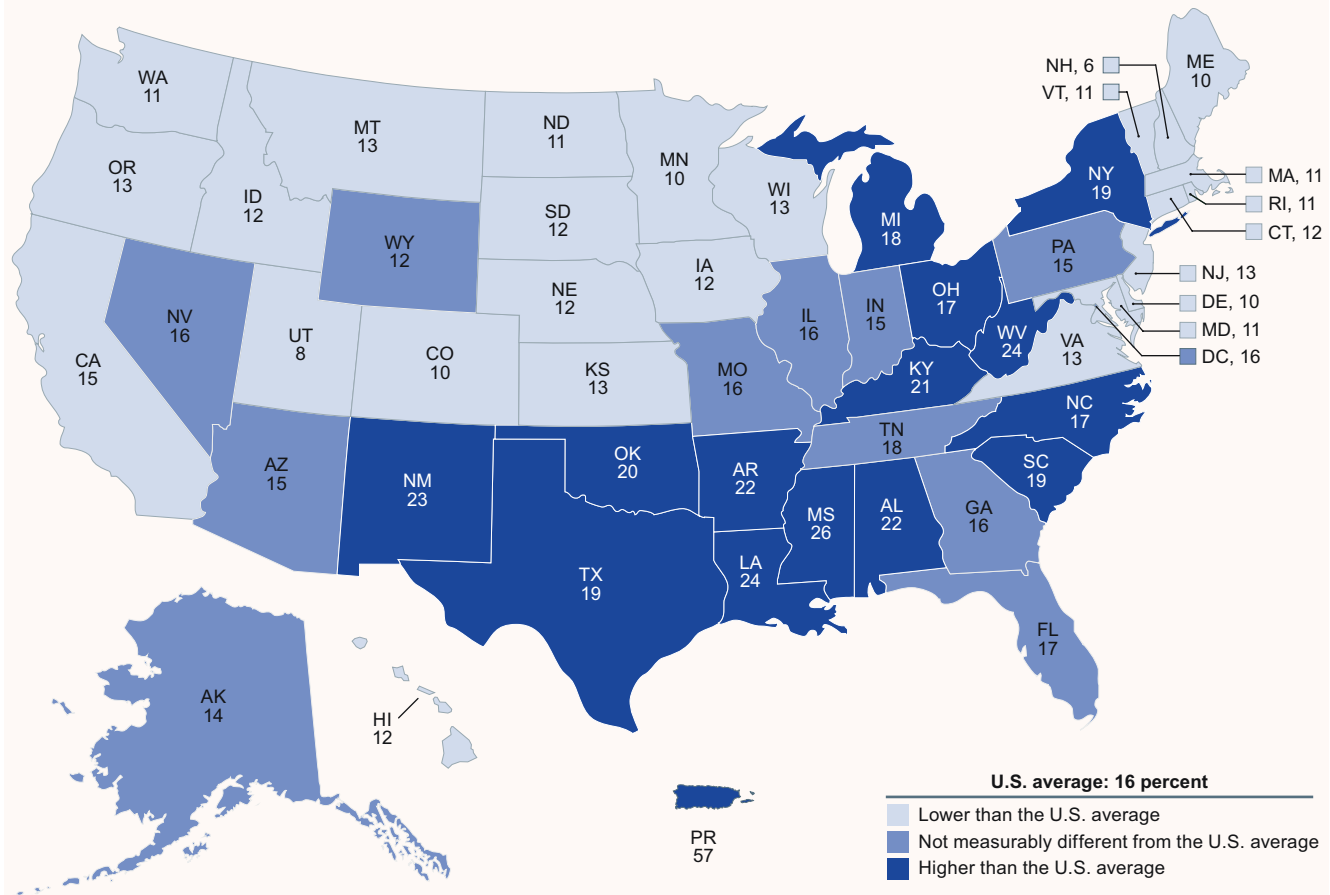 WA
11
OR
13
CA
15
NV
16
ID
12
MT
13
WY
12
UT
8
AZ
15
CO
10
NM
23
ND
11
SD
12
NE
12
KS
13
OK
20
TX
19
MN
10
IA
12
MO
16
AR
22
LA
24
WI
13
IL
16
MI
18
IN
15
OH
17
KY
21
TN
18
MS
26
AL
22
GA
16
FL
17
SC
19
NC
17
VA
13
WV
24
PA
15
NY
19
ME
10
NH, 6
VT, 11
MA, 11
RI, 11
CT, 12
NJ, 13
DE, 10
MD, 11
DC, 16
AK
14
HI
12
PR
57
U.S. average: 16 percent
Lower than the U.S. average
Not measurably different from the U.S. average
Higher than the U.S. average